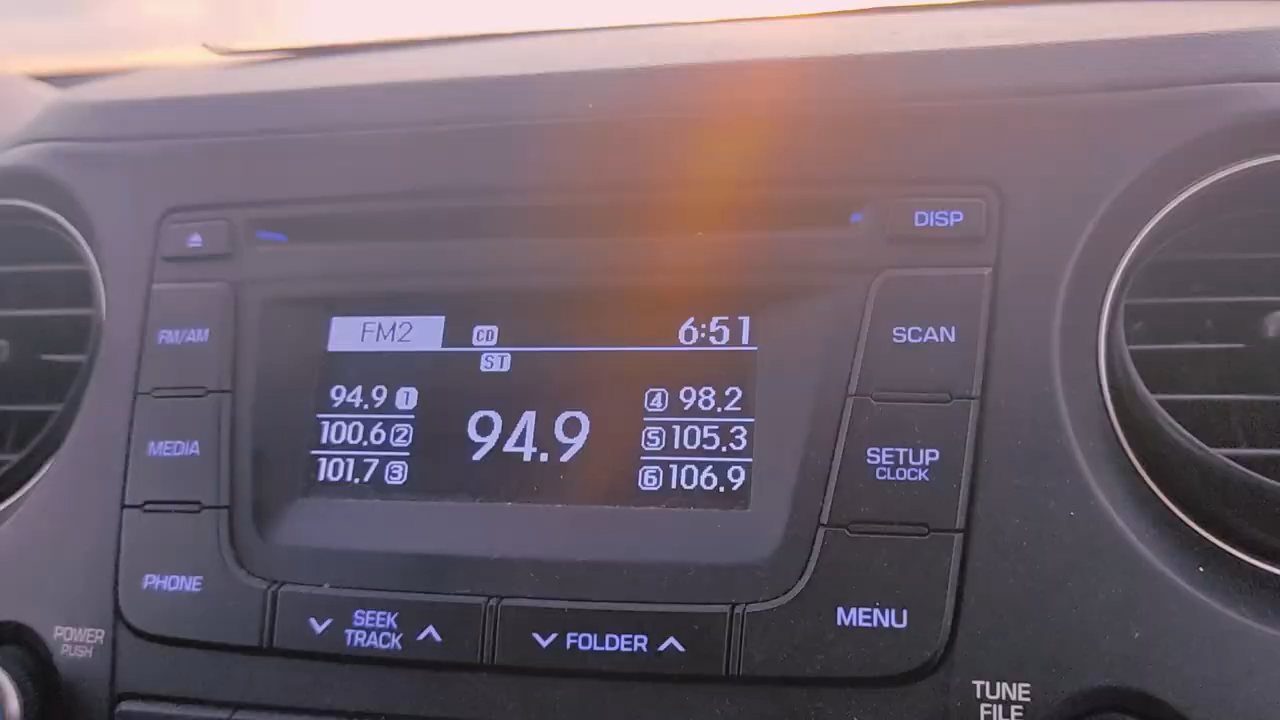 DISP
FM/AM
FM2
CD
6:51
SCAN
ST
94.9 1
4 98.2
100.6 2
94.9
5 105.3
101.7 3
6 106.9
MEDIA
SETUP
CLOCK
PHONE
SEEK
TRACK
FOLDER
MENU
POWER
PUSH
TUNE
FILE